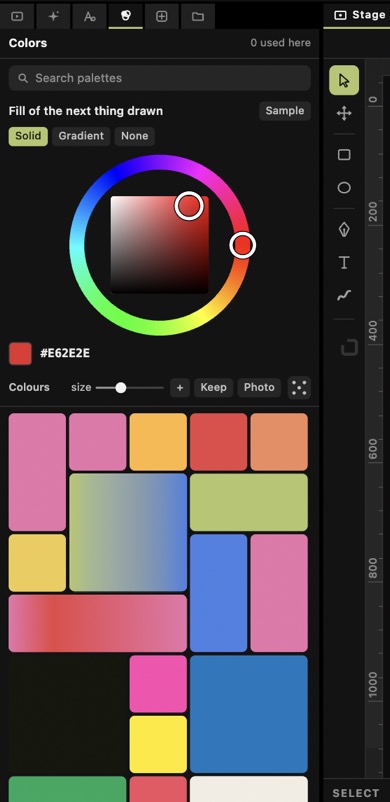 Stage
Colors
0 used here
Search palettes
Fill of the next thing drawn
Sample
Solid
Gradient
None
#E62E2E
Colours
size
+
Keep
Photo
0
200
400
600
800
1000
SELECT